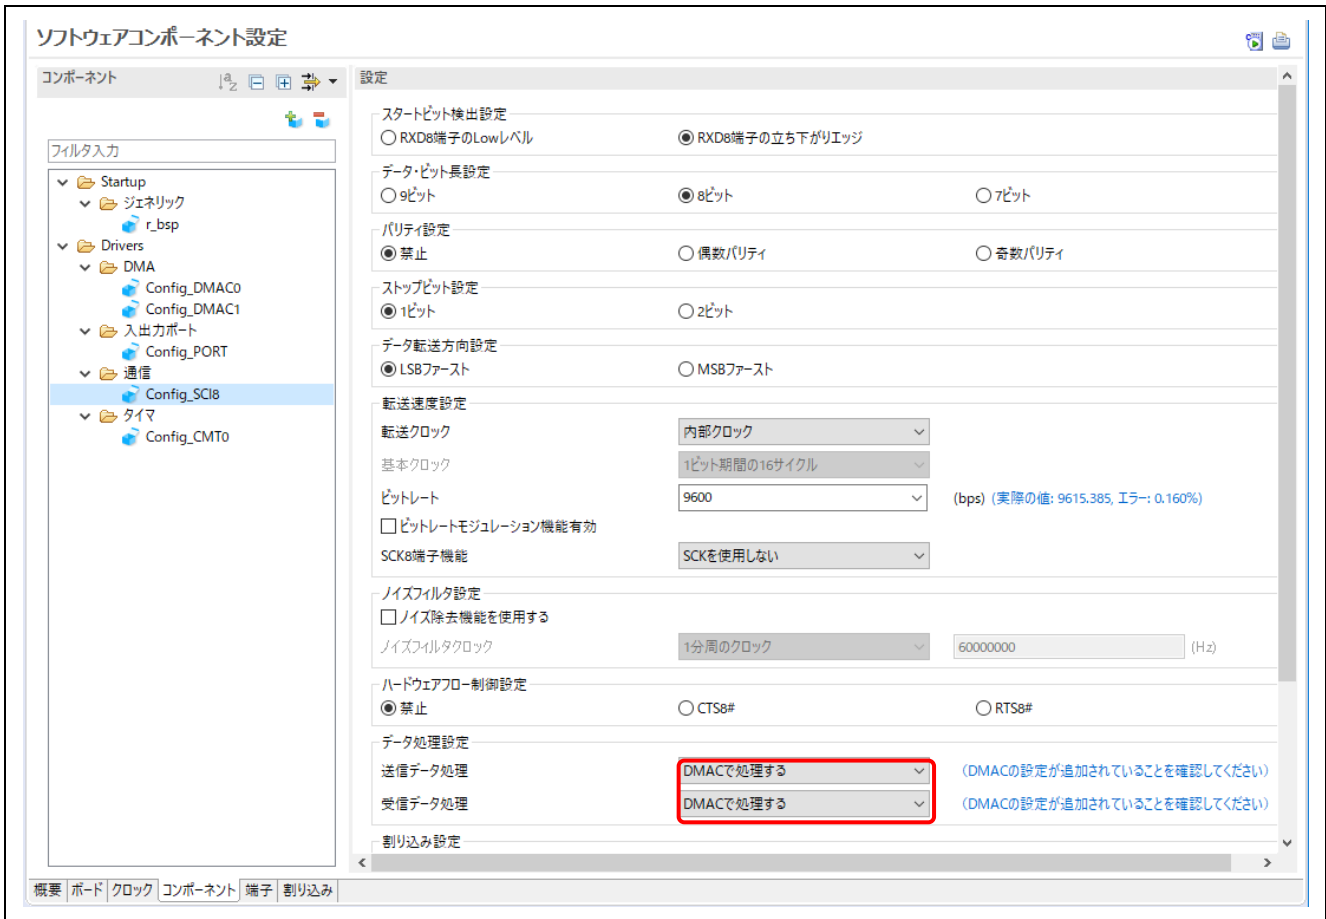 ソフトウェアコンポーネント設定
コンポーネント
設定
フィルタ入力
Startup
ジェネリック
r_bsp
Drivers
DMA
Config_DMAC0
Config_DMAC1
入出力ポート
Config_PORT
通信
Config_SCI8
タイマ
Config_CMT0
スタートビット検出設定
RXD8端子のLowレベル RXD8端子の立ち下がりエッジ
データ・ビット長設定
9ビット 8ビット 7ビット
パリティ設定
禁止 偶数パリティ 奇数パリティ
ストップビット設定
1ビット 2ビット
データ転送方向設定
LSBファースト MSBファースト
転送速度設定
転送クロック 内部クロック
基本クロック 1ビット期間の16サイクル
ビットレート 9600 (bps) (実際の値: 9615.385, エラー: 0.160%)
ビットレートモジュレーション機能有効
SCK8端子機能 SCKを使用しない
ノイズフィルタ設定
ノイズ除去機能を使用する
ノイズフィルタクロック 1分周のクロック 60000000 (Hz)
ハードウェアフロー制御設定
禁止 CTS8# RTS8#
データ処理設定
送信データ処理 DMACで処理する (DMACの設定が追加されていることを確認してください)
受信データ処理 DMACで処理する (DMACの設定が追加されていることを確認してください)
割り込み設定
概要 ボード クロック コンポーネント 端子 割り込み